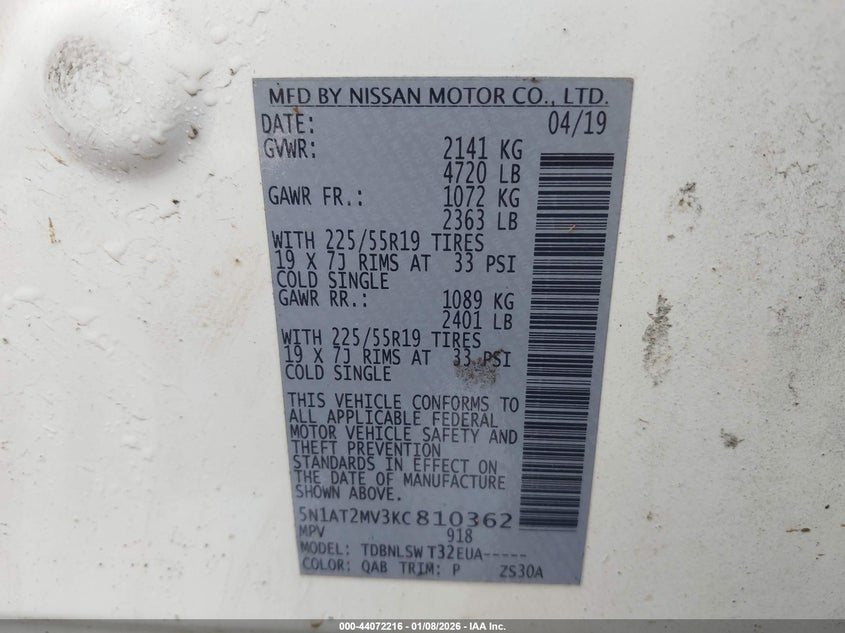 MFD BY NISSAN MOTOR CO., LTD.
DATE: 04/19
GVWR: 2141 KG
4720 LB
GAWR FR.: 1072 KG
2363 LB
WITH 225/55R19 TIRES
19 X 7J RIMS AT 33 PSI
COLD SINGLE
GAWR RR.: 1089 KG
2401 LB
WITH 225/55R19 TIRES
19 X 7J RIMS AT 33 PSI
COLD SINGLE
THIS VEHICLE CONFORMS TO
ALL APPLICABLE FEDERAL
MOTOR VEHICLE SAFETY AND
THEFT PREVENTION
STANDARDS IN EFFECT ON
THE DATE OF MANUFACTURE
SHOWN ABOVE.
5N1AT2MV3KC810362
MPV 918
MODEL: TDBNLSW T32EUA-----
COLOR: QAB TRIM: P ZS30A
000-44072216 - 01/08/2026 - IAA Inc.